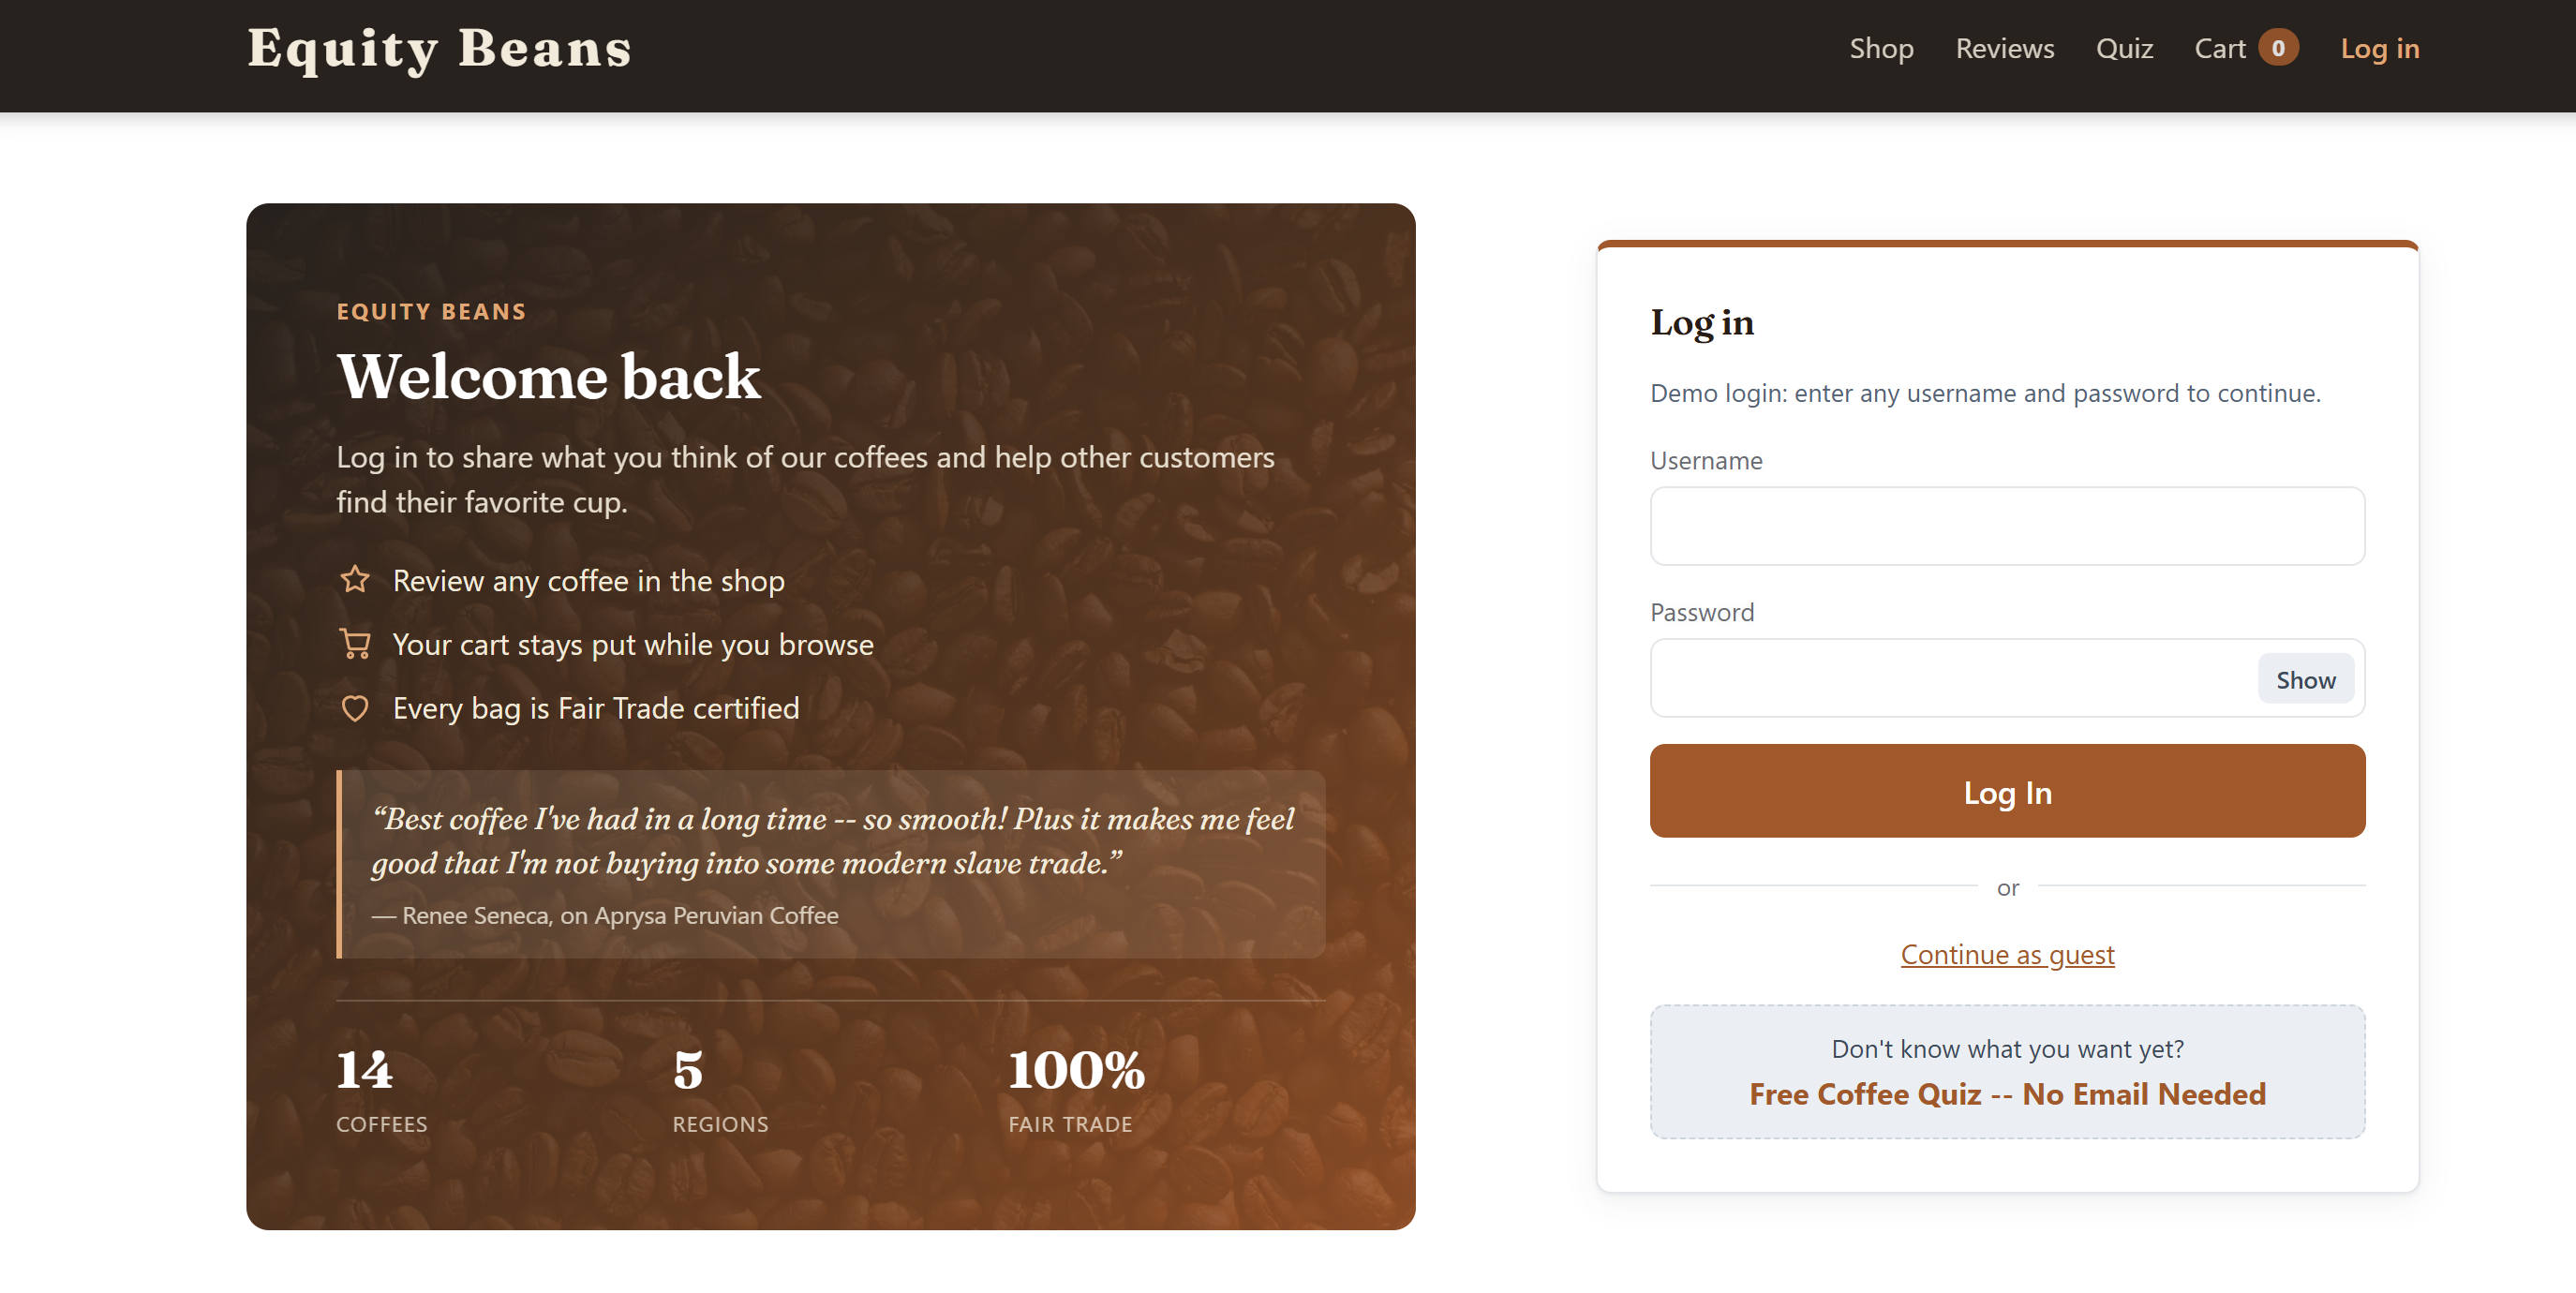 Equity Beans
Shop Reviews Quiz Cart 0 Log in
EQUITY BEANS
Welcome back
Log in to share what you think of our coffees and help other customers
find their favorite cup.
Review any coffee in the shop
Your cart stays put while you browse
Every bag is Fair Trade certified
“Best coffee I've had in a long time -- so smooth! Plus it makes me feel
good that I'm not buying into some modern slave trade.”
— Renee Seneca, on Aprysa Peruvian Coffee
14 5 100%
COFFEES REGIONS FAIR TRADE
Log in
Demo login: enter any username and password to continue.
Username
Password
Show
Log In
or
Continue as guest
Don't know what you want yet?
Free Coffee Quiz -- No Email Needed